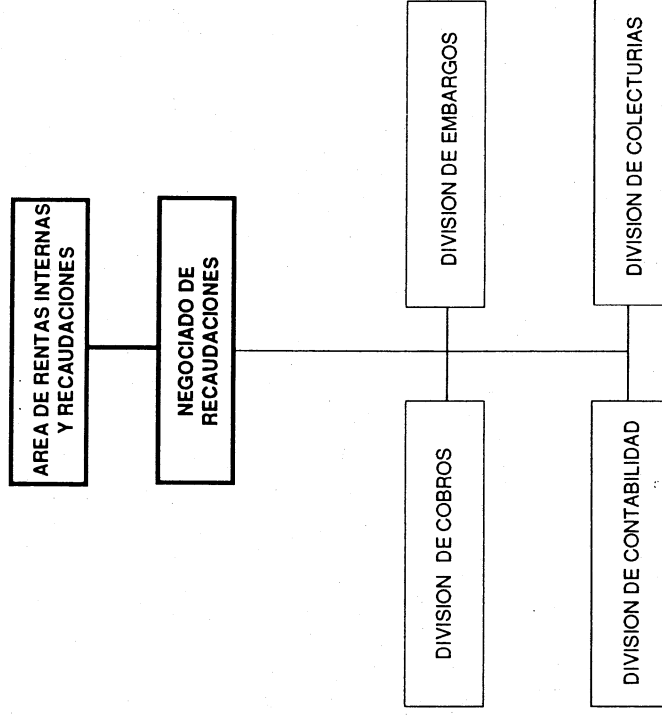 AREA DE RENTAS INTERNAS
Y RECAUDACIONES
NEGOCIADO DE
RECAUDACIONES
DIVISION DE COBROS
DIVISION DE EMBARGOS
DIVISION DE CONTABILIDAD
DIVISION DE COLECTURIAS